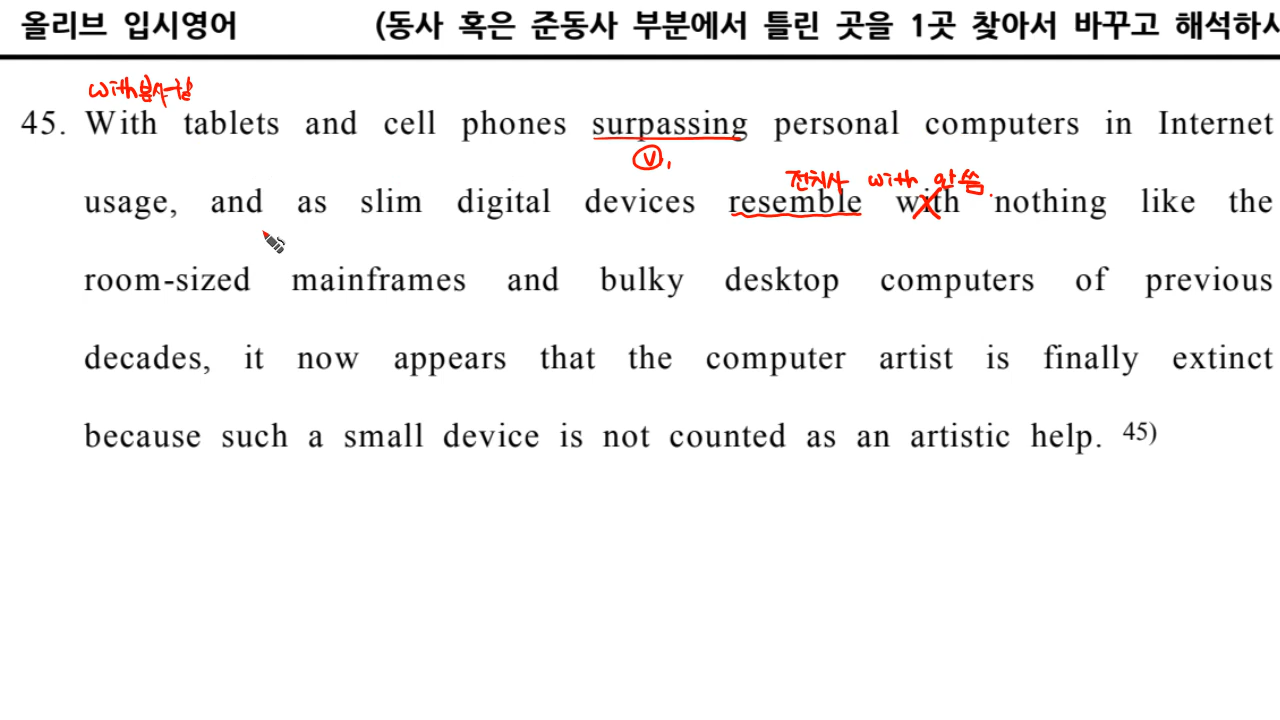 올리브 입시영어 (동사 혹은 준동사 부분에서 틀린 곳을 1곳 찾아서 바꾸고 해석하시
with분사구문
45. With tablets and cell phones surpassing personal computers in Internet
V,
전치사 with 안씀.
usage, and as slim digital devices resemble with nothing like the
room-sized mainframes and bulky desktop computers of previous
decades, it now appears that the computer artist is finally extinct
because such a small device is not counted as an artistic help. 45)